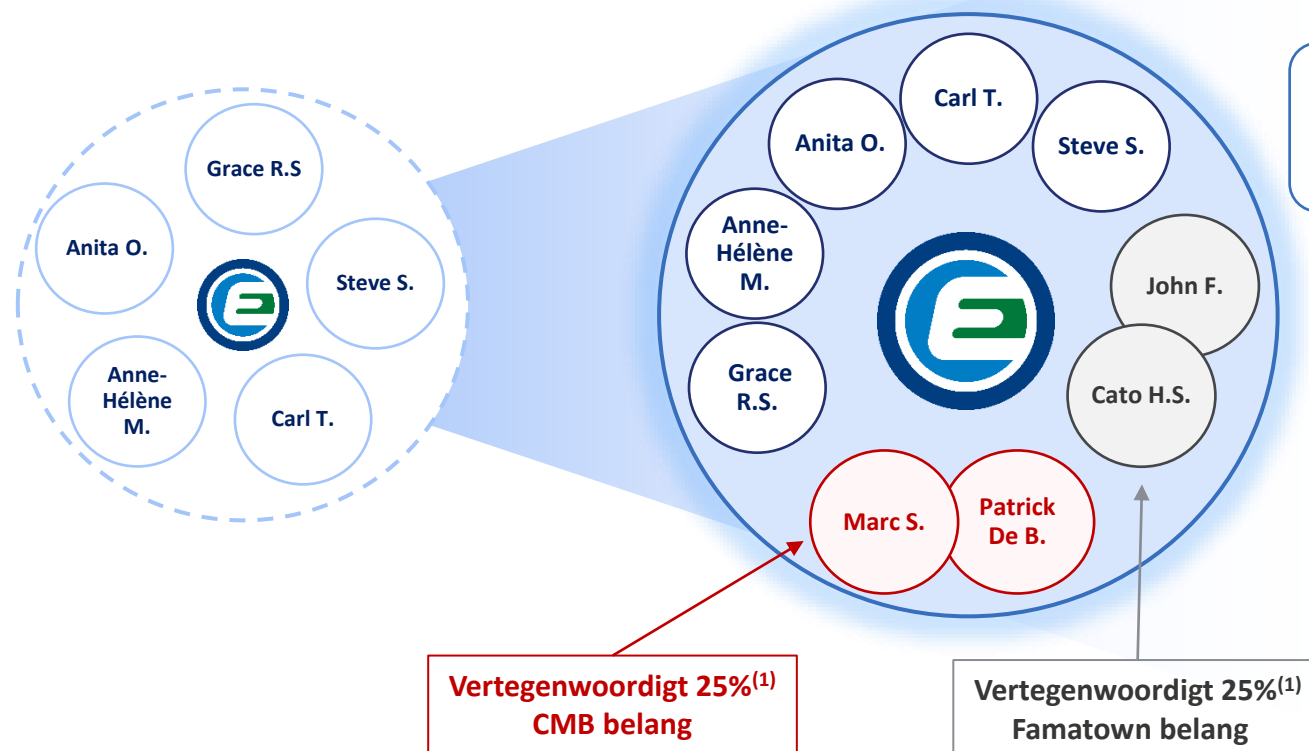 Grace R.S
Anita O.
Steve S.
Anne-
Hélène
M.
Carl T.
Carl T.
Anita O.
Steve S.
Anne-
Hélène
M.
John F.
Grace
R.S.
Cato H.S.
Marc S.
Patrick
De B.
Vertegenwoordigt 25%(1)
CMB belang
Vertegenwoordigt 25%(1)
Famatown belang